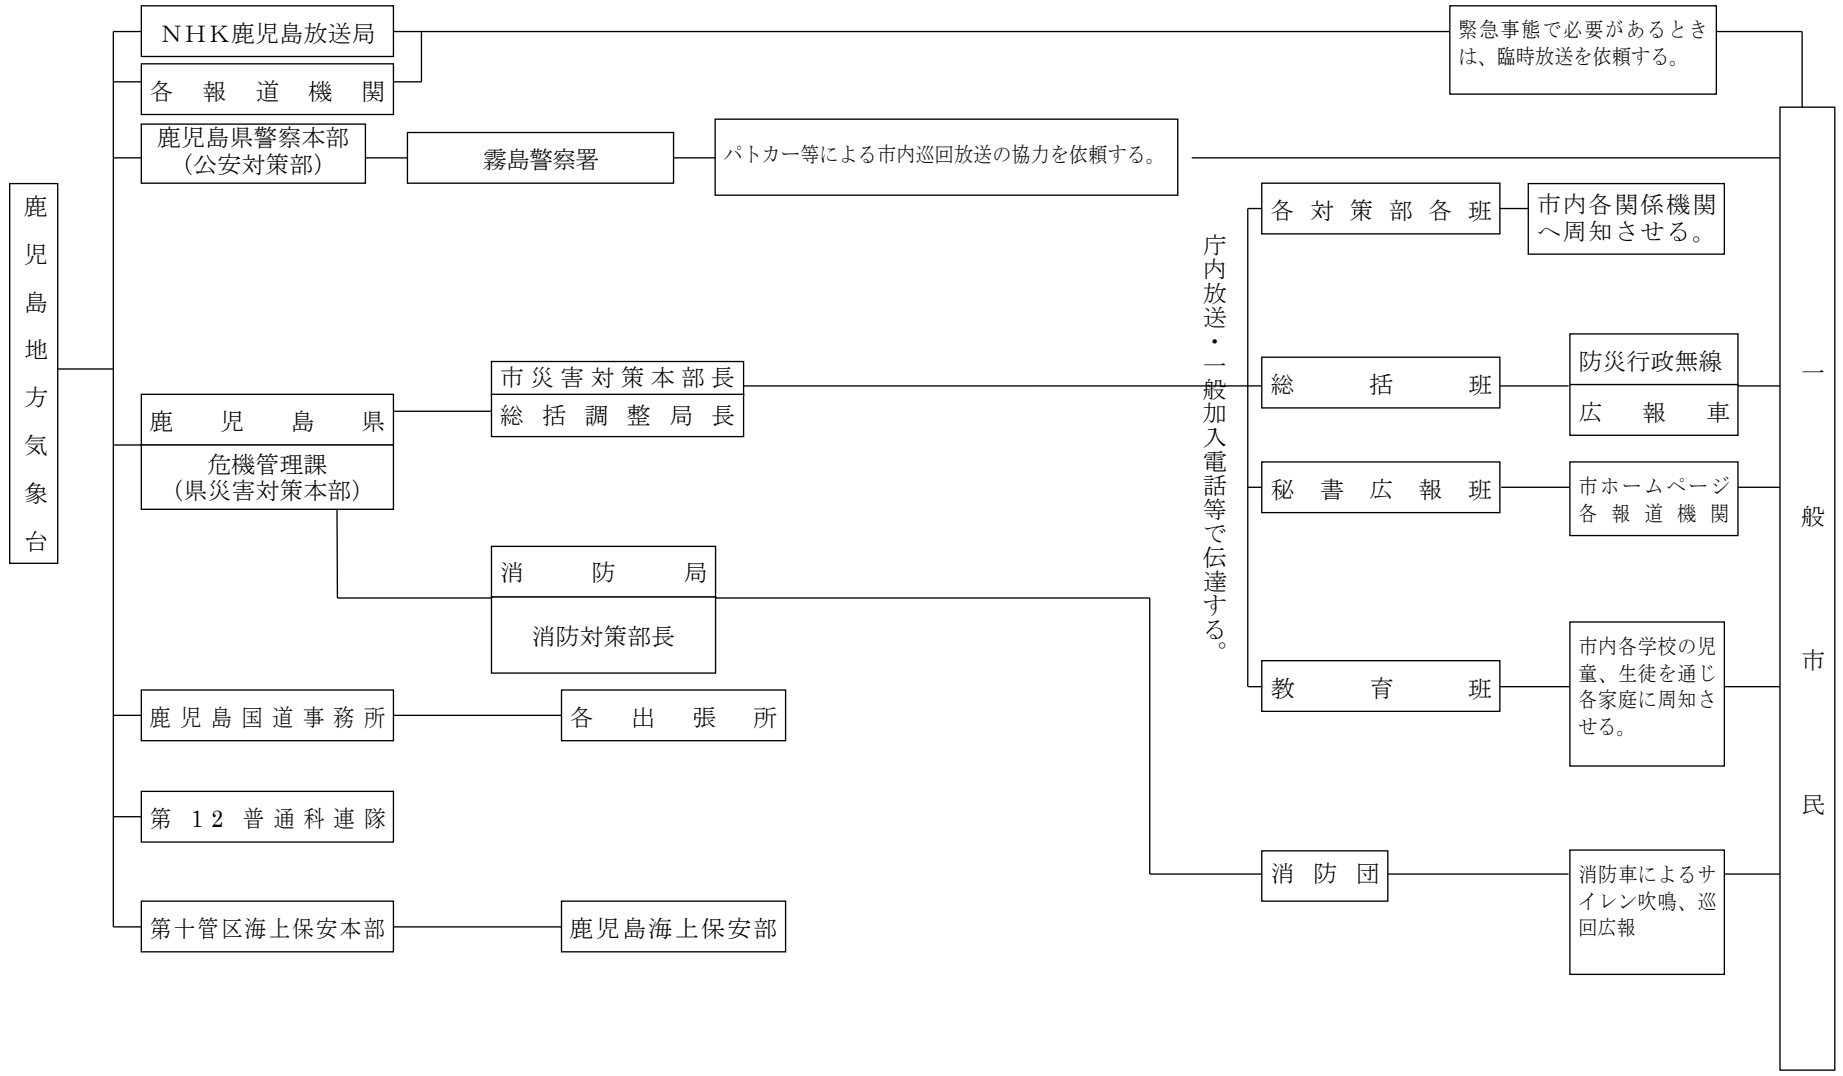 鹿児島地方気象台
NHK鹿児島放送局
各報道機関
緊急事態で必要があるとき
は、臨時放送を依頼する。
鹿児島県警察本部
(公安対策部)
霧島警察署
パトカー等による市内巡回放送の協力を依頼する。
鹿児島県
危機管理課
(県災害対策本部)
市災害対策本部長
総括調整局長
庁内放送・一般加入電話等で伝達する。
各対策部各班
市内各関係機関
へ周知させる。
総括班
防災行政無線
広報車
秘書広報班
市ホームページ
各報道機関
教育班
市内各学校の児
童、生徒を通じ
各家庭に周知さ
せる。
消防局
消防対策部長
消防団
消防車によるサ
イレン吹鳴、巡
回広報
鹿児島国道事務所
各出張所
第12普通科連隊
第十管区海上保安本部
鹿児島海上保安部
一般市民